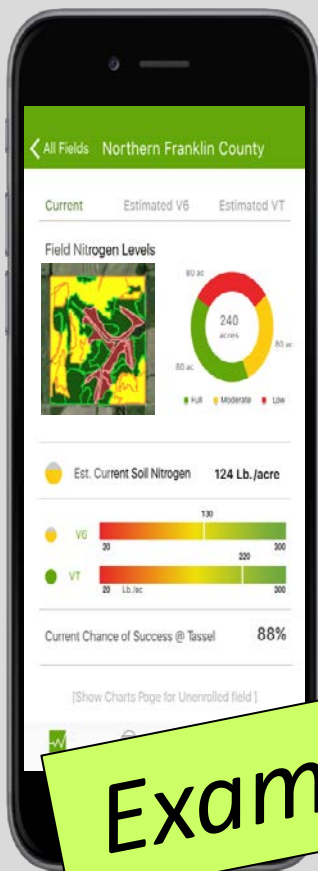 All Fields Northern Franklin County
Current Estimated V6 Estimated VT
Field Nitrogen Levels
80 ac
240
acres
80 ac
80 ac
Full Moderate Low
Est. Current Soil Nitrogen 124 Lb./acre
130
V6
20 300
220
VT
20 Lb./ac 300
Current Chance of Success @ Tassel 88%
[Show Charts Page for Unenrolled field ]
Exam